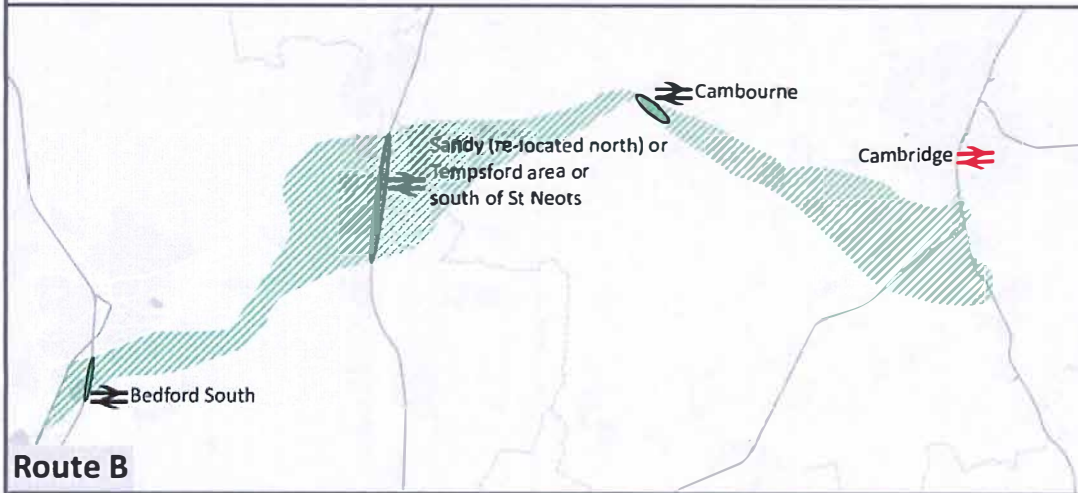 Cambourne
Cambridge
Sandy (re-located north) or
Tempsford area or
south of St Neots
Bedford South
Route B